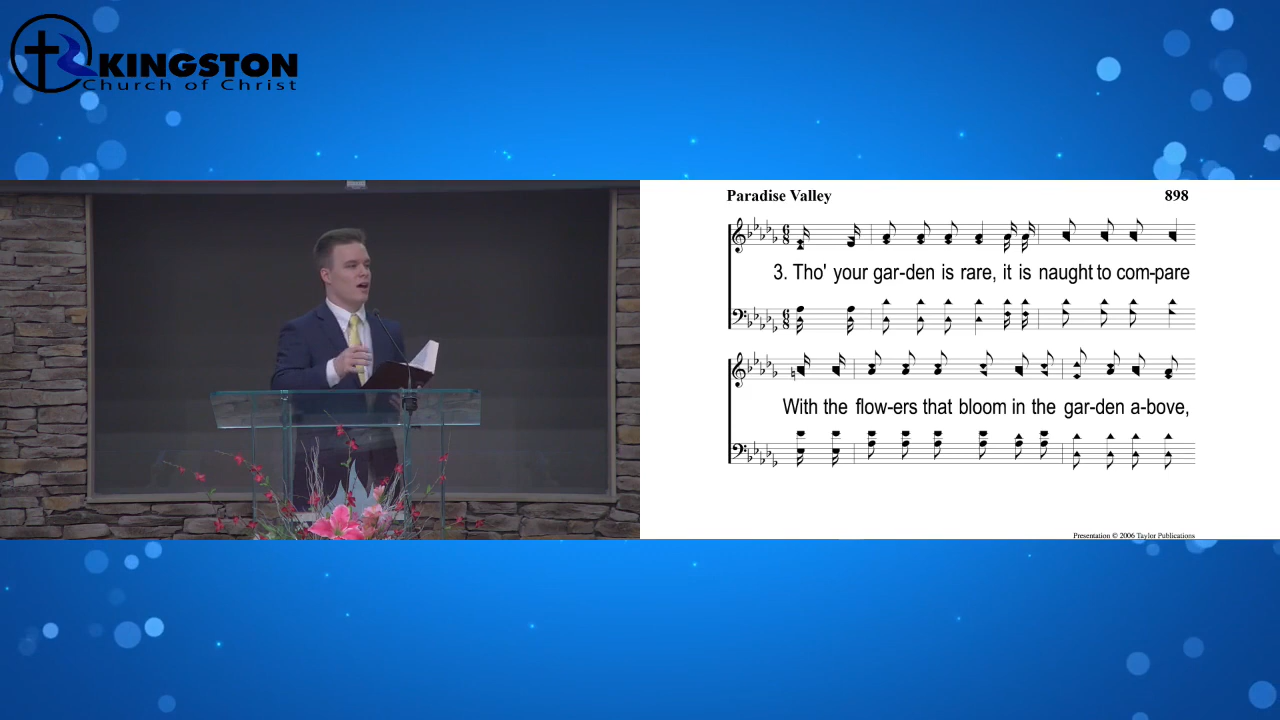 KINGSTON
Church of Christ
Paradise Valley 898
3. Tho' your gar-den is rare, it is naught to com-pare
With the flow-ers that bloom in the gar-den a-bove,
Presentation © 2006 Taylor Publications